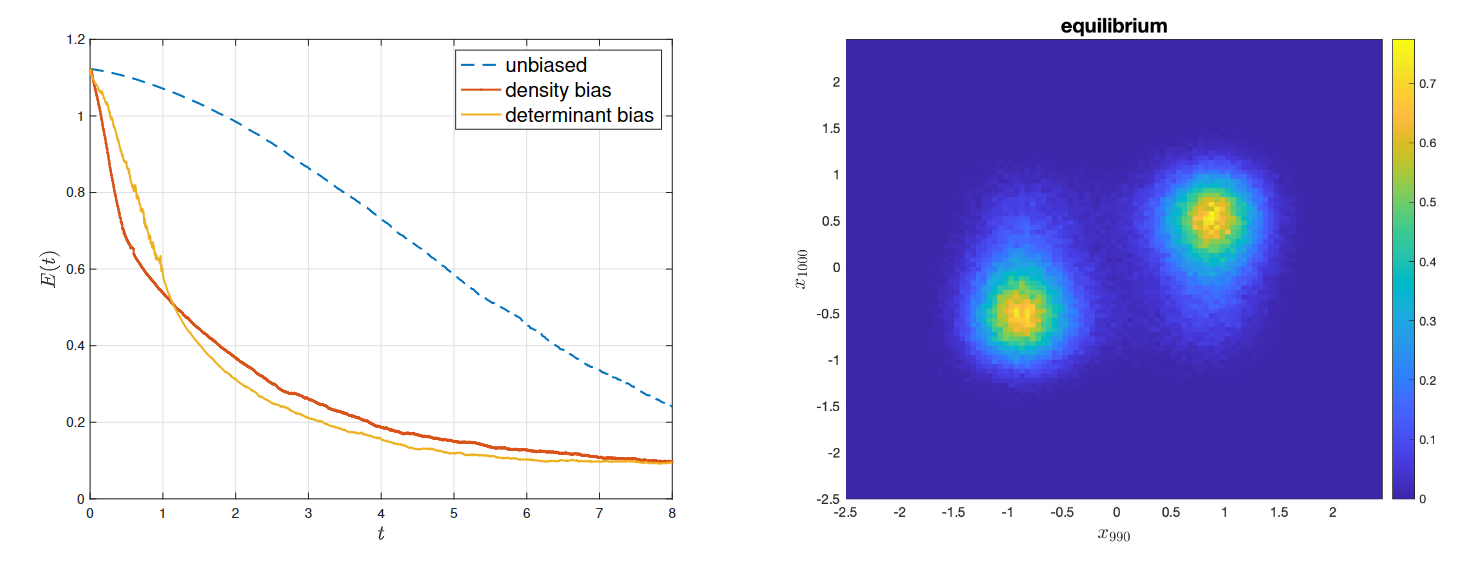 1.2
1
0.8
0.6
0.4
0.2
0
E(t)
unbiased
density bias
determinant bias
0 1 2 3 4 5 6 7 8
t
equilibrium
2
1.5
1
0.5
0
-0.5
-1
-1.5
-2
-2.5
x1000
-2.5 -2 -1.5 -1 -0.5 0 0.5 1 1.5 2
x990
0.7
0.6
0.5
0.4
0.3
0.2
0.1
0